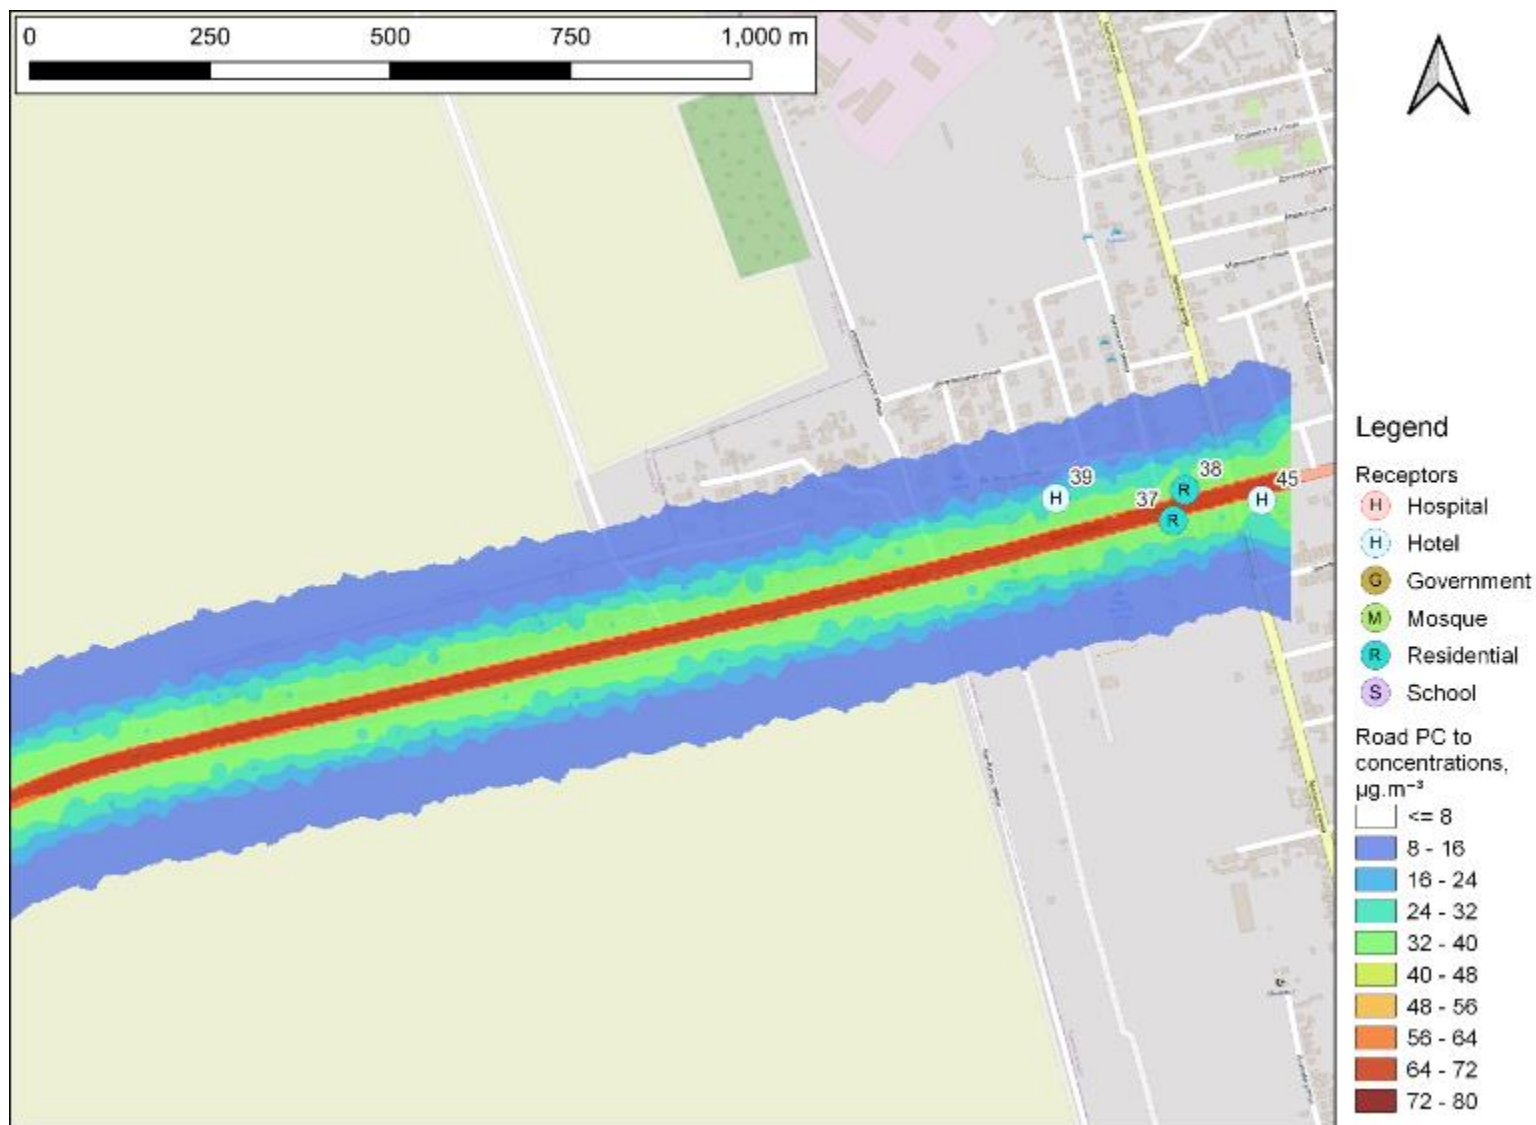 0 250 500 750 1,000 m
39
38
37
45
H
R
H
R
Legend
Receptors
H Hospital
H Hotel
G Government
M Mosque
R Residential
S School
Road PC to
concentrations,
µg.m⁻³
<= 8
8 - 16
16 - 24
24 - 32
32 - 40
40 - 48
48 - 56
56 - 64
64 - 72
72 - 80